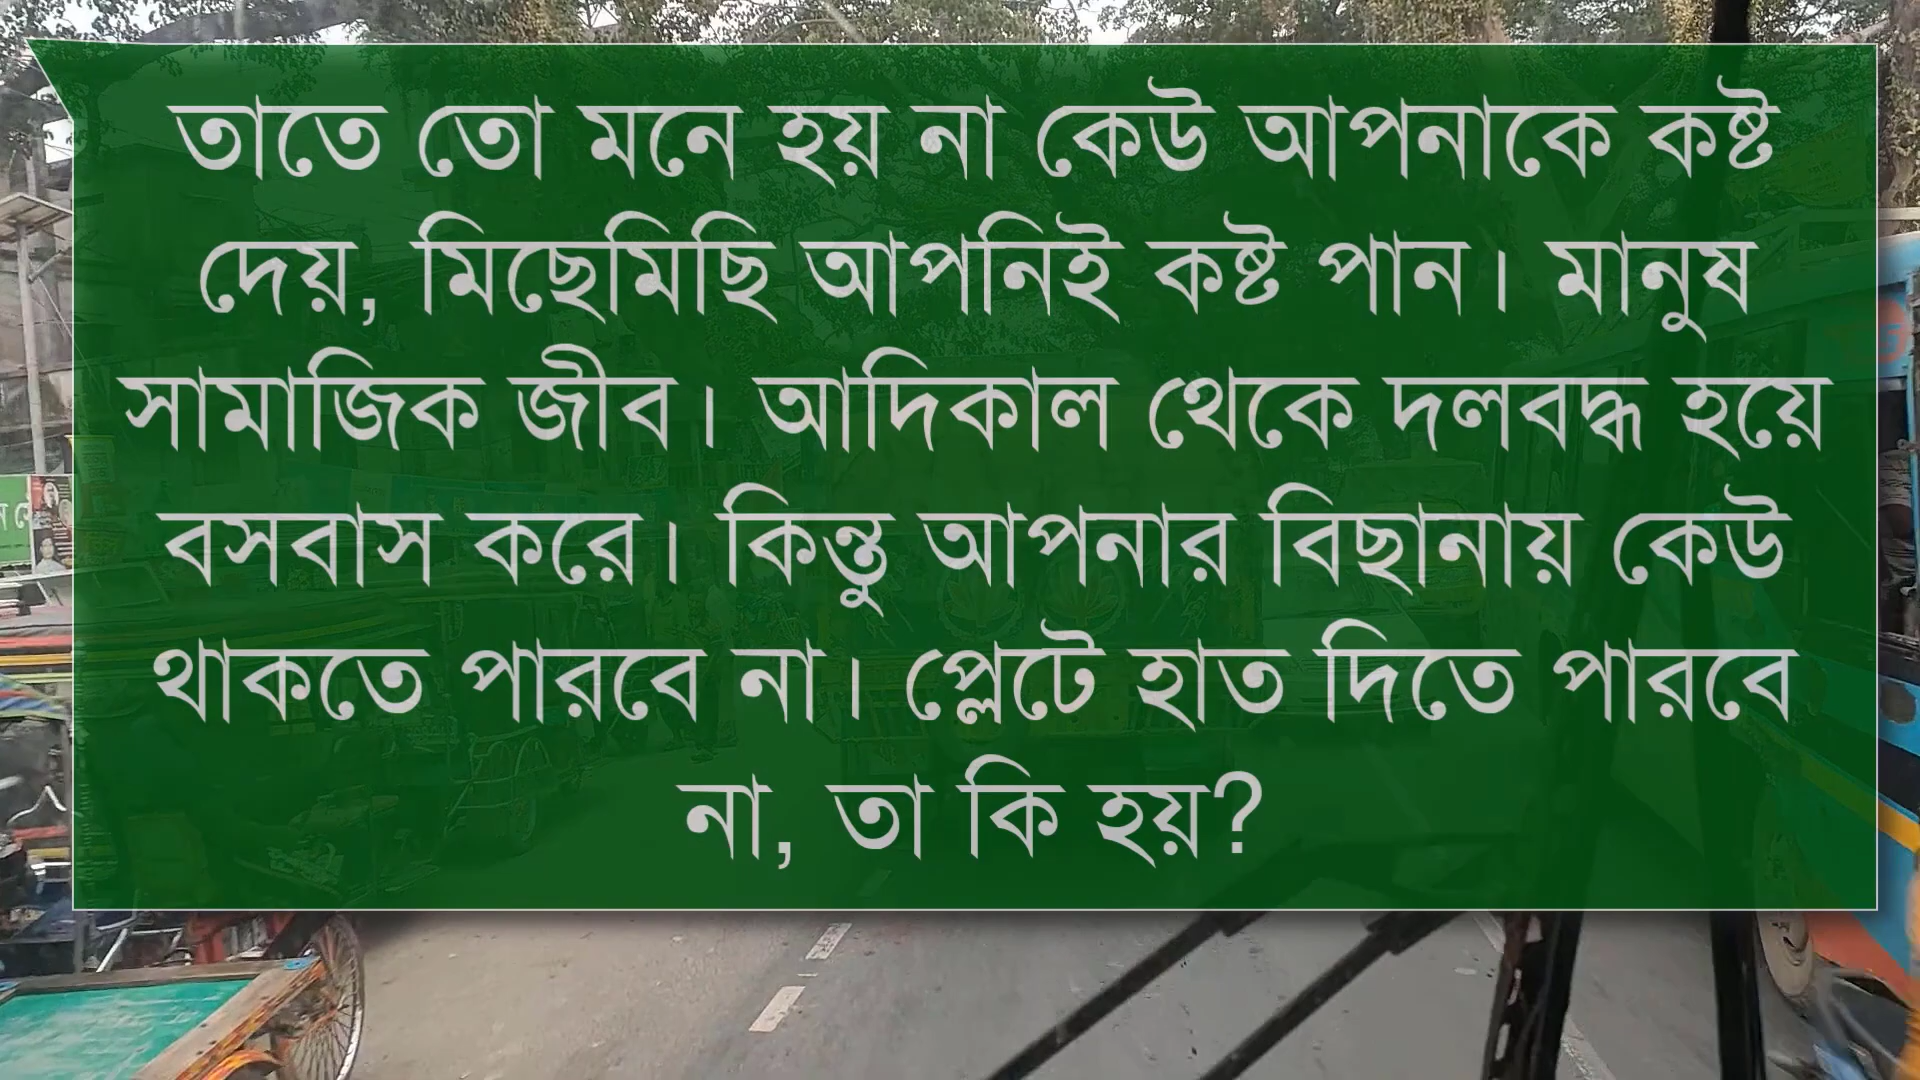 তাতে তো মনে হয় না কেউ আপনাকে কষ্ট
দেয়, মিছেমিছি আপনিই কষ্ট পান। মানুষ
সামাজিক জীব। আদিকাল থেকে দলবদ্ধ হয়ে
বসবাস করে। কিন্তু আপনার বিছানায় কেউ
থাকতে পারবে না। প্লেটে হাত দিতে পারবে
না, তা কি হয়?